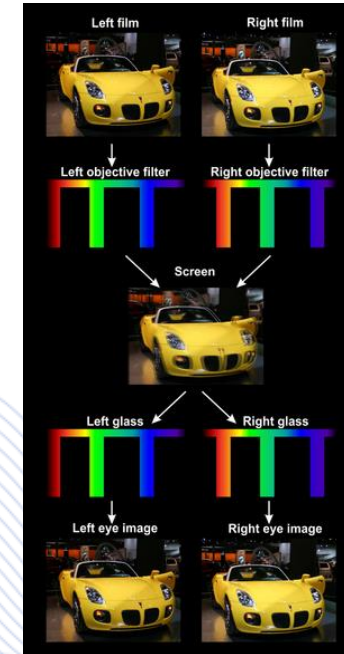 Left film Right film
Left objective filter Right objective filter
Screen
Left glass Right glass
Left eye image Right eye image